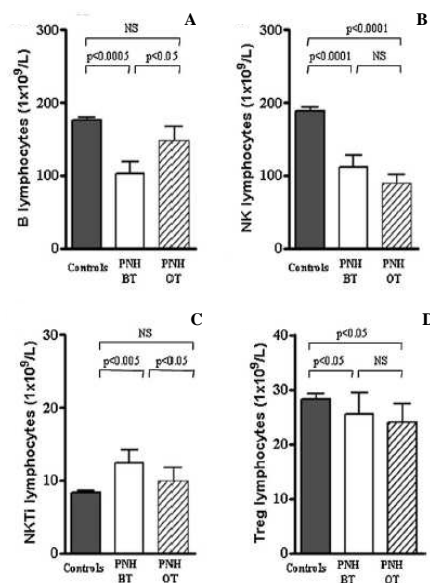 A
NS
p<0.0005
p<0.05
B lymphocytes (1x10⁹/L)
300
200
100
0
Controls
PNH
BT
PNH
OT
B
p<0.0001
p<0.0001
NS
NK lymphocytes (1x10⁹/L)
300
200
100
0
Controls
PNH
BT
PNH
OT
C
NS
p<0.005
p<0.05
NKTi lymphocytes (1x10⁹/L)
30
20
10
0
Controls
PNH
BT
PNH
OT
D
p<0.05
p<0.05
NS
Treg lymphocytes (1x10⁹/L)
40
30
20
10
0
Controls
PNH
BT
PNH
OT